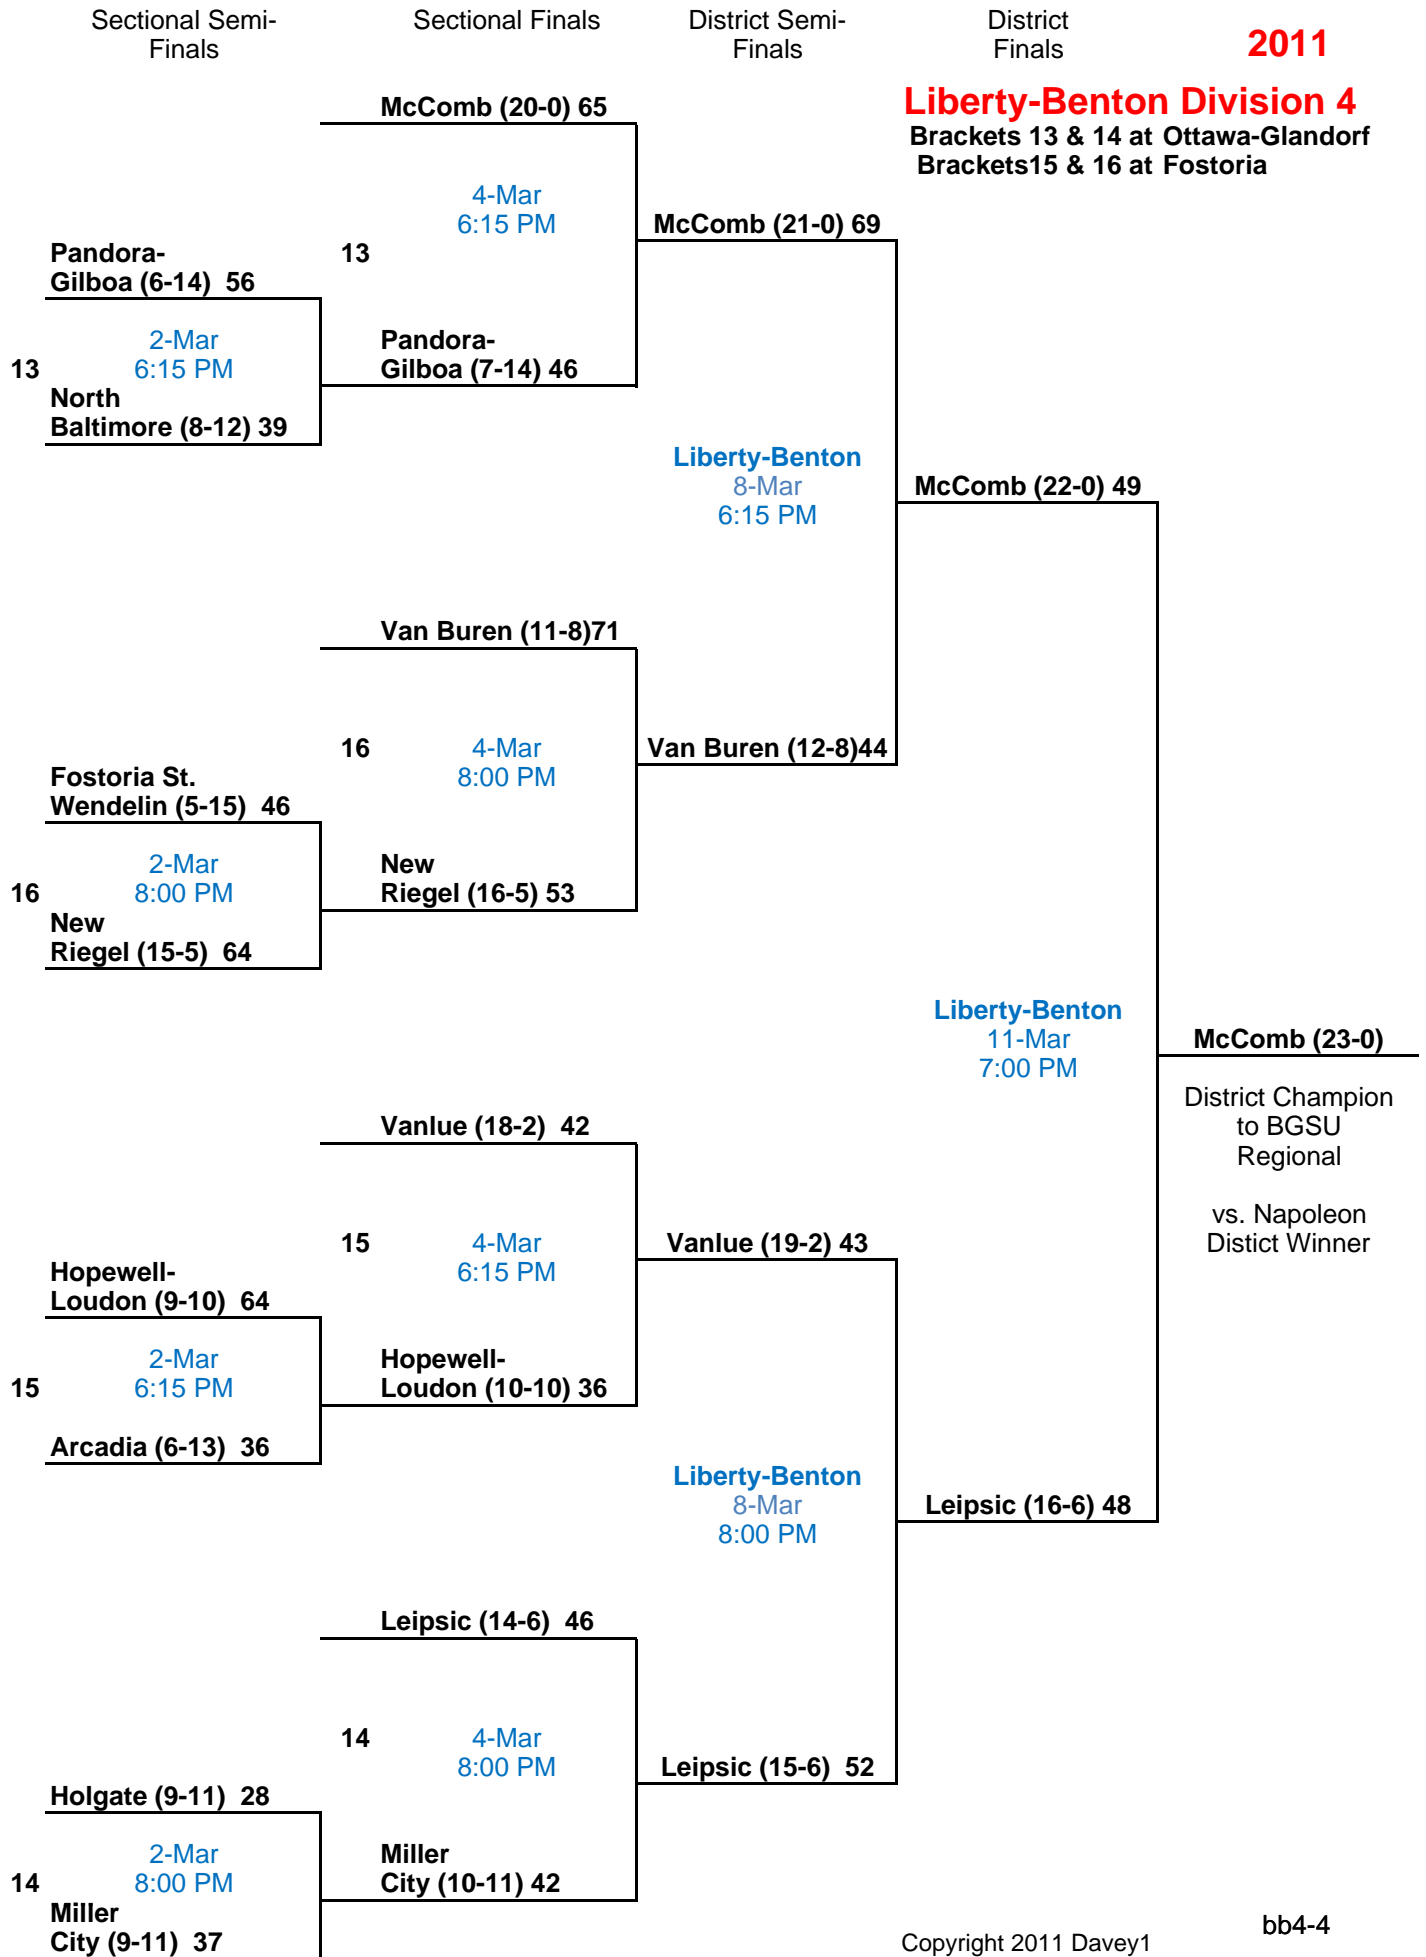 Sectional Semi-
Finals
Sectional Finals
District Semi-
Finals
District
Finals
2011
Liberty-Benton Division 4
Brackets 13 & 14 at Ottawa-Glandorf
Brackets15 & 16 at Fostoria
McComb (20-0) 65
4-Mar
6:15 PM
13
McComb (21-0) 69
Pandora-
Gilboa (6-14) 56
2-Mar
6:15 PM
13
North
Baltimore (8-12) 39
Pandora-
Gilboa (7-14) 46
Liberty-Benton
8-Mar
6:15 PM
McComb (22-0) 49
Van Buren (11-8)71
16
4-Mar
8:00 PM
Van Buren (12-8)44
Fostoria St.
Wendelin (5-15) 46
2-Mar
8:00 PM
16
New
Riegel (15-5) 64
New
Riegel (16-5) 53
Liberty-Benton
11-Mar
7:00 PM
McComb (23-0)
District Champion
to BGSU
Regional
vs. Napoleon
Distict Winner
Vanlue (18-2) 42
15
4-Mar
6:15 PM
Vanlue (19-2) 43
Hopewell-
Loudon (9-10) 64
2-Mar
6:15 PM
15
Arcadia (6-13) 36
Hopewell-
Loudon (10-10) 36
Liberty-Benton
8-Mar
8:00 PM
Leipsic (16-6) 48
Leipsic (14-6) 46
14
4-Mar
8:00 PM
Leipsic (15-6) 52
Holgate (9-11) 28
2-Mar
8:00 PM
14
Miller
City (9-11) 37
Miller
City (10-11) 42
Copyright 2011 Davey1
bb4-4